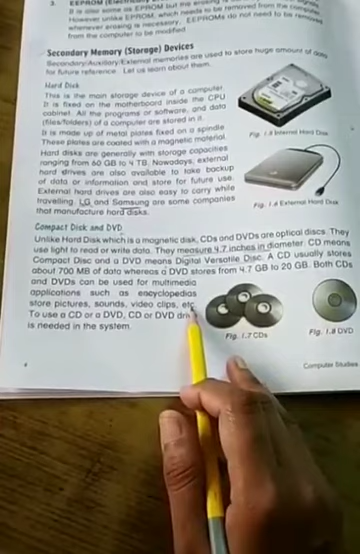 3. EEPROM (Electrically
It is also same as EPROM but the erasing is
However unlike EPROM, which needs to be removed from the computer
whenever erasing is necessary, EEPROMs do not need to be removed
from the computer to be modified.
Secondary Memory (Storage) Devices
Secondary/Auxiliary/External memories are used to store huge amount of data
for future reference. Let us learn about them.
Hard Disk
This is the main storage device of a computer.
It is fixed on the motherboard inside the CPU
cabinet. All the programs or software, and data
(files/folders) of a computer are stored in it.
It is made up of metal plates fixed on a spindle
These plates are coated with a magnetic material.
Hard disks are generally with storage capacities
ranging from 60 GB to 4 TB. Nowadays, external
hard drives are also available to take backup
of data or information and store for future use.
External hard drives are also easy to carry while
travelling. LG and Samsung are some companies
that manufacture hard disks.
Fig. 1.5 Internal Hard Disk
Fig. 1.6 External Hard Disk
Compact Disk and DVD
Unlike Hard Disk which is a magnetic disk, CDs and DVDs are optical discs. They
use light to read or write data. They measure 4.7 inches in diameter. CD means
Compact Disc and a DVD means Digital Versatile Disc. A CD usually stores
about 700 MB of data whereas a DVD stores from 4.7 GB to 20 GB. Both CDs
and DVDs can be used for multimedia
applications such as encyclopedias
store pictures, sounds, video clips, etc.
To use a CD or a DVD, CD or DVD dri
is needed in the system.
Fig. 1.7 CDs
Fig. 1.8 DVD
4
Computer Studies